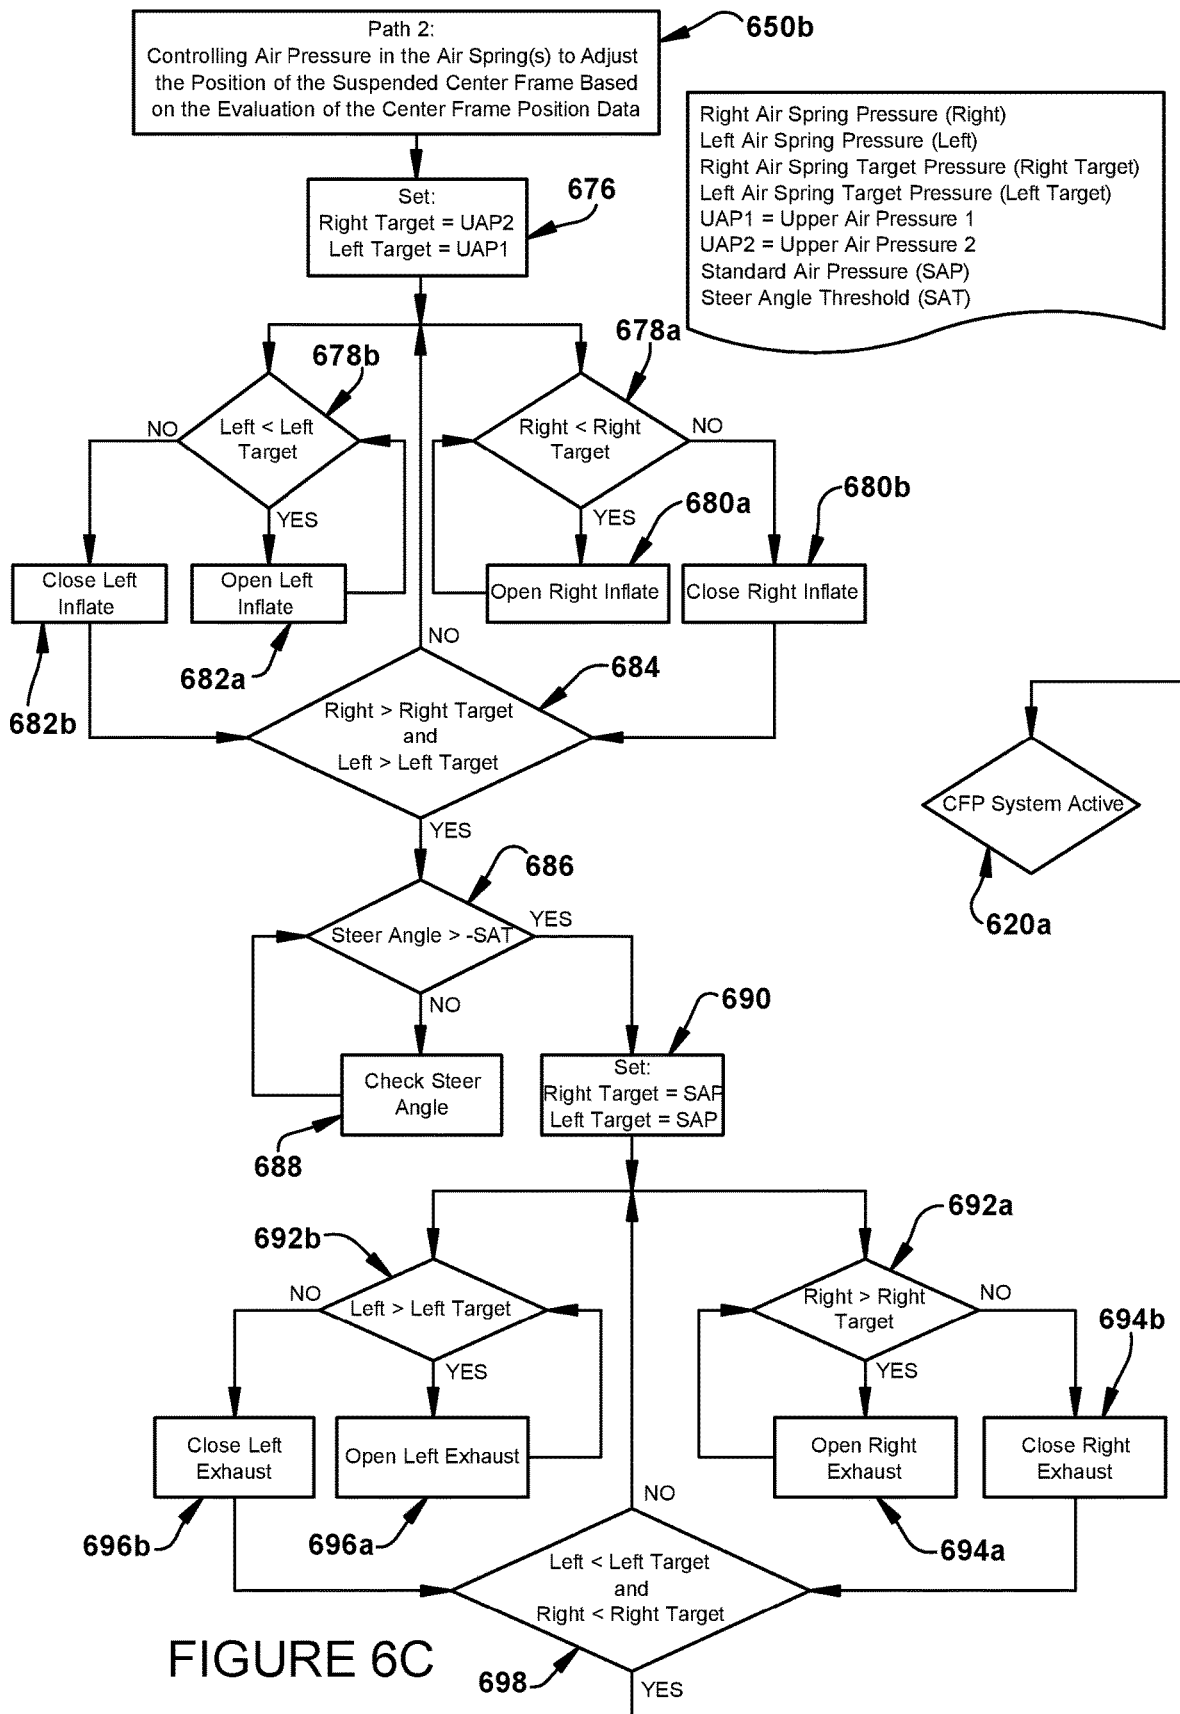 Path 2:
Controlling Air Pressure in the Air Spring(s) to Adjust
the Position of the Suspended Center Frame Based
on the Evaluation of the Center Frame Position Data
650b
Right Air Spring Pressure (Right)
Left Air Spring Pressure (Left)
Right Air Spring Target Pressure (Right Target)
Left Air Spring Target Pressure (Left Target)
UAP1 = Upper Air Pressure 1
UAP2 = Upper Air Pressure 2
Standard Air Pressure (SAP)
Steer Angle Threshold (SAT)
Set:
Right Target = UAP2
Left Target = UAP1
676
678b
678a
Left < Left
Target
NO
YES
Right < Right
Target
NO
YES
680a
680b
Close Left
Inflate
Open Left
Inflate
Open Right Inflate
Close Right Inflate
682a
682b
NO
684
Right > Right Target
and
Left > Left Target
YES
CFP System Active
620a
686
Steer Angle > -SAT
YES
NO
690
Check Steer
Angle
688
Set:
Right Target = SAP
Left Target = SAP
692b
692a
Left > Left Target
NO
YES
Right > Right
Target
NO
YES
694b
Close Left
Exhaust
Open Left Exhaust
Open Right
Exhaust
Close Right
Exhaust
696b
696a
694a
NO
Left < Left Target
and
Right < Right Target
698
YES
FIGURE 6C